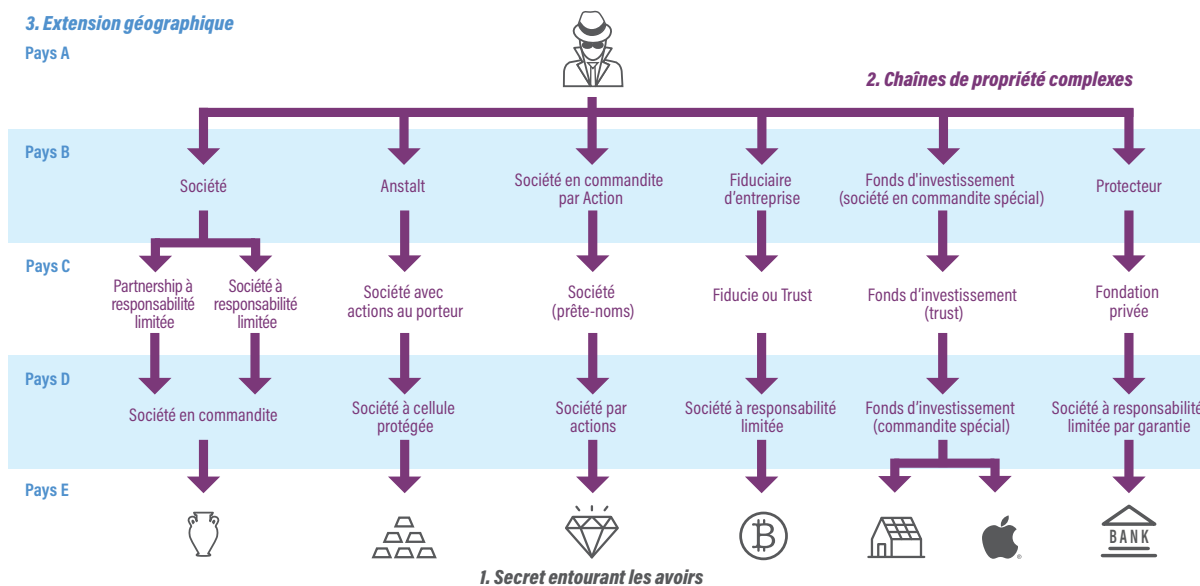 3. Extension géographique
Pays A
2. Chaînes de propriété complexes
Pays B
Société
Anstalt
Société en commandite
par Action
Fiduciaire
d'entreprise
Fonds d'investissement
(société en commandite spécial)
Protecteur
Pays C
Partnership à
responsabilité
limitée
Société à
responsabilité
limitée
Société avec
actions au porteur
Société
(prête-noms)
Fiducie ou Trust
Fonds d'investissement
(trust)
Fondation
privée
Pays D
Société en commandite
Société à cellule
protégée
Société par
actions
Société à responsabilité
limitée
Fonds d'investissement
(commandite spécial)
Société à responsabilité
limitée par garantie
Pays E
BANK
1. Secret entourant les avoirs